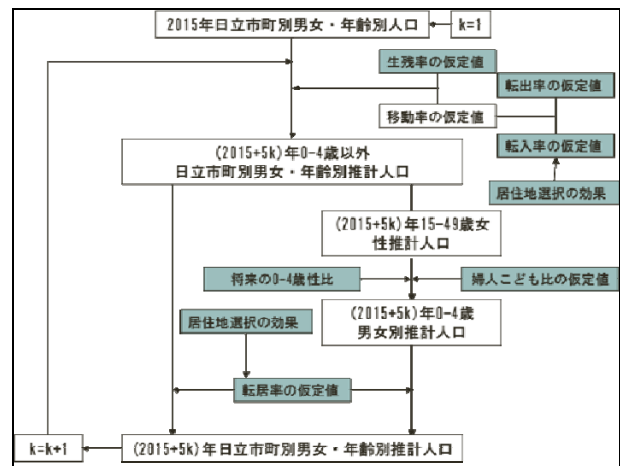 2015年日立市町別男女・年齢別人口
k=1
生残率の仮定値
転出率の仮定値
移動率の仮定値
(2015+5k)年0-4歳以外
日立市町別男女・年齢別推計人口
転入率の仮定値
居住地選択の効果
(2015+5k)年15-49歳女
性推計人口
将来の0-4歳性比
婦人こども比の仮定値
(2015+5k)年0-4歳
男女別推計人口
居住地選択の効果
転居率の仮定値
k=k+1
(2015+5k)年日立市町別男女・年齢別推計人口